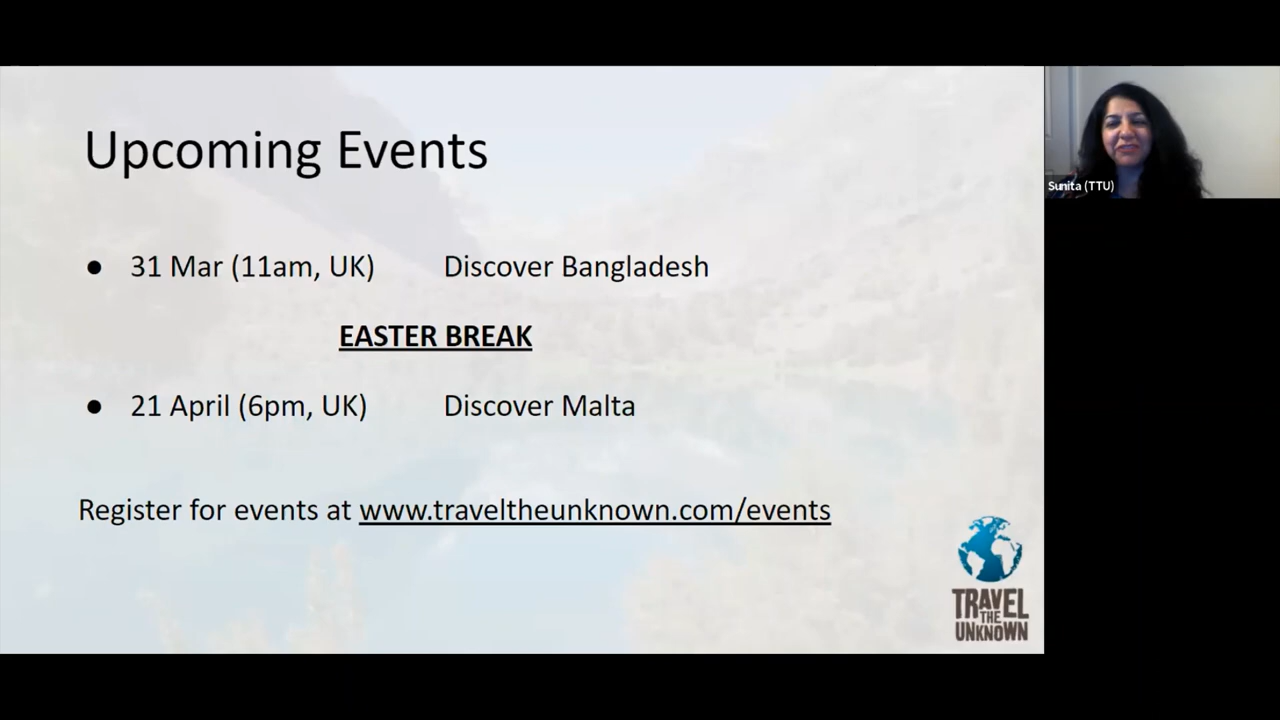 Upcoming Events
● 31 Mar (11am, UK) Discover Bangladesh
EASTER BREAK
● 21 April (6pm, UK) Discover Malta
Register for events at www.traveltheunknown.com/events
TRAVEL
THE
UNKNOWN
Sunita (TTU)